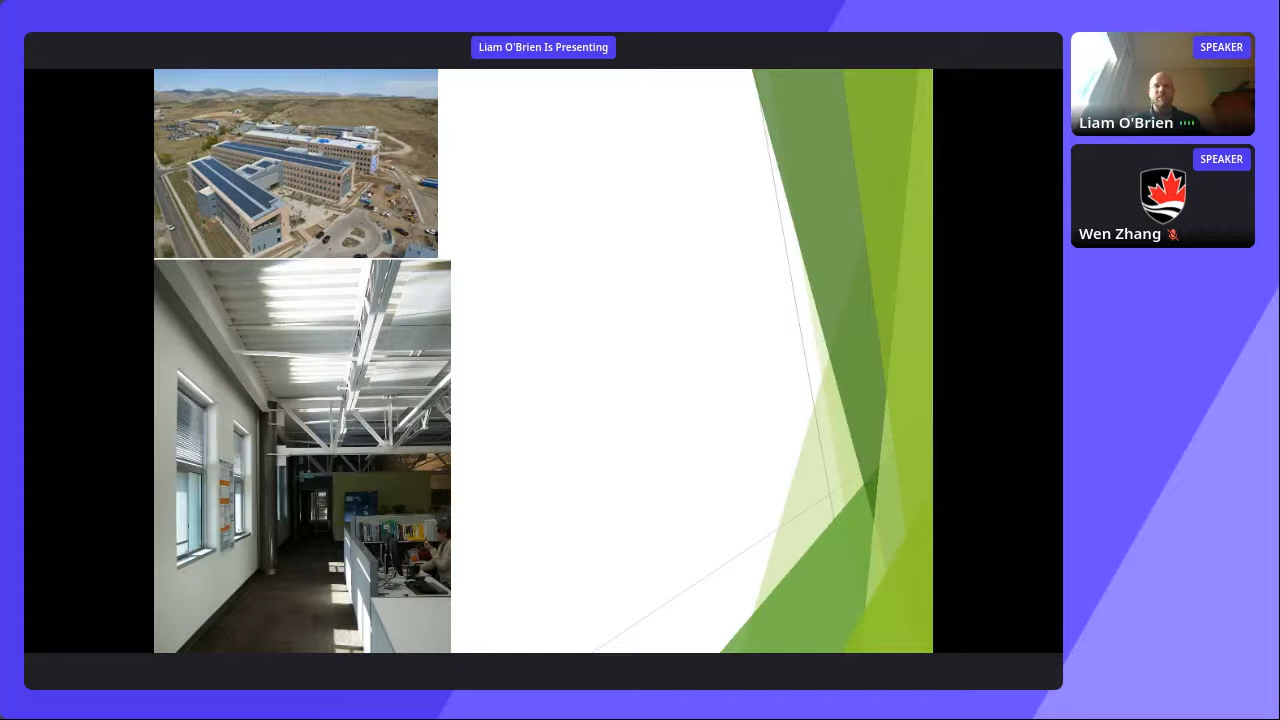 Liam O'Brien Is Presenting
SPEAKER
Liam O'Brien
SPEAKER
Wen Zhang